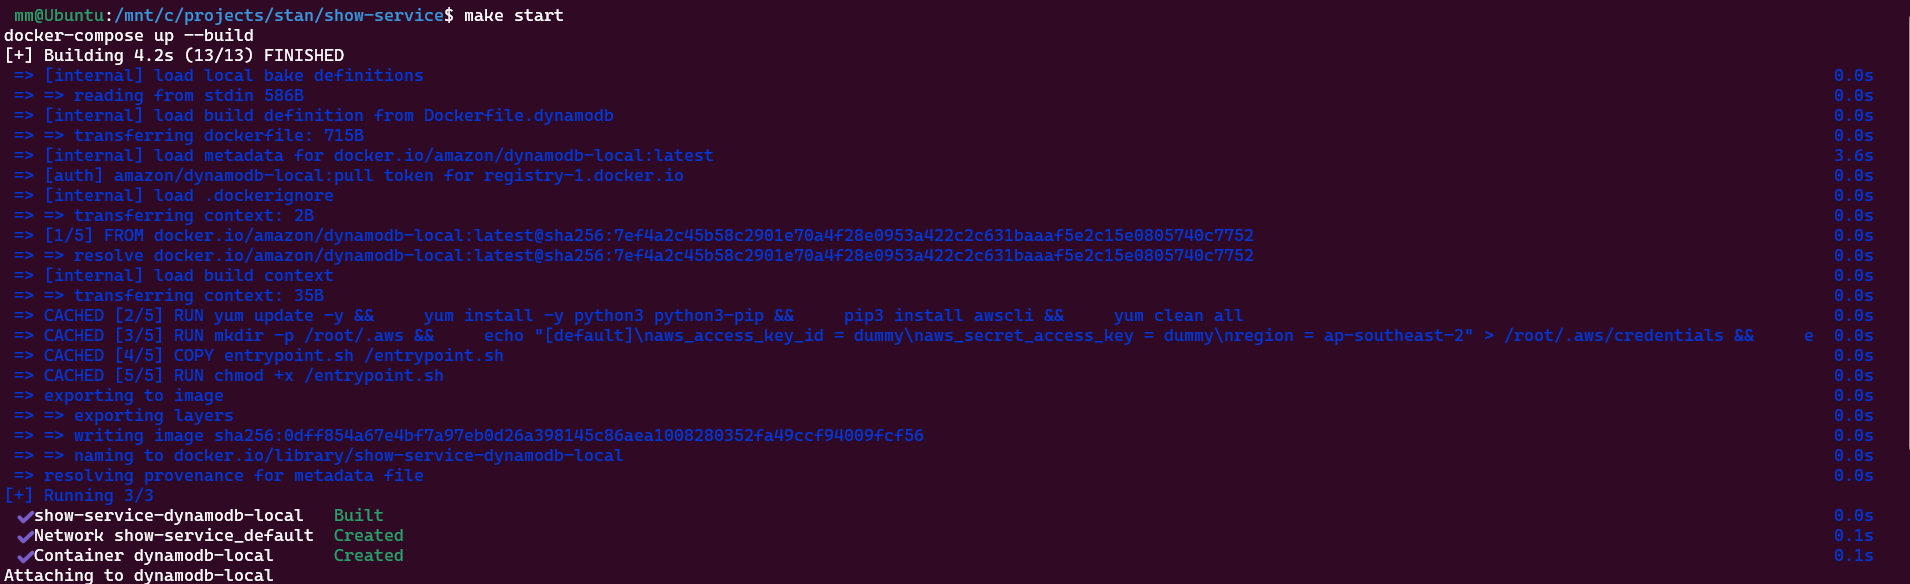 mm@Ubuntu:/mnt/c/projects/stan/show-service$ make start
docker-compose up --build
[+] Building 4.2s (13/13) FINISHED
=> [internal] load local bake definitions 0.0s
=> => reading from stdin 586B 0.0s
=> [internal] load build definition from Dockerfile.dynamodb 0.0s
=> => transferring dockerfile: 715B 0.0s
=> [internal] load metadata for docker.io/amazon/dynamodb-local:latest 3.6s
=> [auth] amazon/dynamodb-local:pull token for registry-1.docker.io 0.0s
=> [internal] load .dockerignore 0.0s
=> => transferring context: 2B 0.0s
=> [1/5] FROM docker.io/amazon/dynamodb-local:latest@sha256:7ef4a2c45b58c2901e70a4f28e0953a422c2c631baaaf5e2c15e0805740c7752 0.0s
=> => resolve docker.io/amazon/dynamodb-local:latest@sha256:7ef4a2c45b58c2901e70a4f28e0953a422c2c631baaaf5e2c15e0805740c7752 0.0s
=> [internal] load build context 0.0s
=> => transferring context: 35B 0.0s
=> CACHED [2/5] RUN yum update -y &&     yum install -y python3 python3-pip &&     pip3 install awscli &&     yum clean all 0.0s
=> CACHED [3/5] RUN mkdir -p /root/.aws &&     echo "[default]\naws_access_key_id = dummy\naws_secret_access_key = dummy\nregion = ap-southeast-2" > /root/.aws/credentials &&     e 0.0s
=> CACHED [4/5] COPY entrypoint.sh /entrypoint.sh 0.0s
=> CACHED [5/5] RUN chmod +x /entrypoint.sh 0.0s
=> exporting to image 0.0s
=> => exporting layers 0.0s
=> => writing image sha256:0dff854a67e4bf7a97eb0d26a398145c86aea1008280352fa49ccf94009fcf56 0.0s
=> => naming to docker.io/library/show-service-dynamodb-local 0.0s
=> resolving provenance for metadata file 0.0s
[+] Running 3/3
✔show-service-dynamodb-local Built 0.0s
✔Network show-service_default Created 0.1s
✔Container dynamodb-local Created 0.1s
Attaching to dynamodb-local